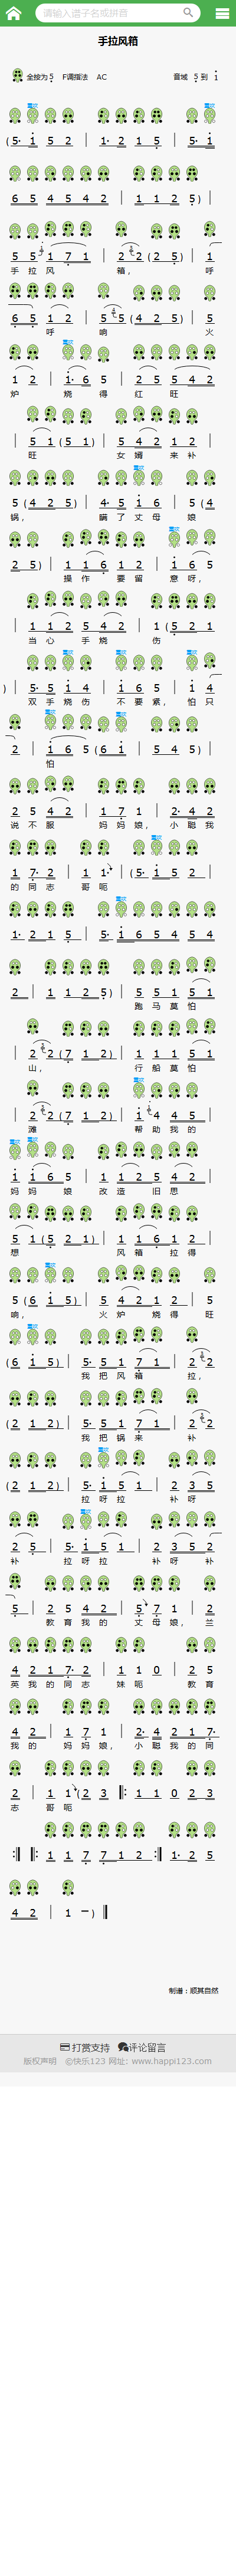 请输入谱子名或拼音
手拉风箱
全按为 5 F调指法 AC 音域 5 到 1
(5· 1 5 2 | 1· 2 1 5 | 5· 1
6 5 4 5 4 2 | 1 1 2 5) |
5 5 1 7 1 | 2 2 (2 5) | 1
手 拉 风 箱, 呼
6 5 1 2 | 5 5 (4 2 5) | 5
呼 响 火
1 2 | 1· 6 5 | 2 5 5 4 2
炉 烧 得 红 旺
| 5 1 (5 1) | 5 4 2 1 2
旺 女 婿 来 补
5 (4 2 5) | 4· 5 1 6 | 5 (4
锅, 瞒 了 丈 母 娘
2 5) | 1 1 6 1 2 | 1 6 5
操 作 要 留 意 呀,
| 1 1 2 5 4 2 | 1 (5 2 1
当 心 手 烧 伤
) | 5· 5 1 4 | 1 6 5 | 1 4
双 手 烧 伤 不 要 紧, 怕 只
2 | 1 6 5 (6 1 | 5 4 5) |
怕
2 5 4 2 | 1 7 1 | 2· 4 2
说 不 服 妈 妈 娘, 小 聪 我
1 7· 2 | 1 1· (5· 1 5 2 |
的 同 志 哥 呃
1· 2 1 5 | 5· 1 6 5 4 5 4
2 | 1 1 2 5) | 5 5 1 5 1
跑 马 莫 怕
| 2 2 (7 1 2) | 1 1 1 5 1
山, 行 船 莫 怕
| 2 2 (7 1 2) | 1 4 4 5
滩 帮 助 我 的
1 1 6 5 | 1 1 2 5 4 2 |
妈 妈 娘 改 造 旧 思
5 1 (5 2 1) | 1 1 6 1 2 |
想 风 箱 拉 得
5 (6 1 5) | 5 4 2 1 2 | 5
响, 火 炉 烧 得 旺
(6 1 5) | 5· 5 1 7 1 | 2 2
我 把 风 箱 拉,
(2 1 2) | 5· 5 1 7 1 | 2 2
我 把 锅 来 补
(2 1 2) | 5· 1 5 1 | 2 3 5
拉 呀 拉 补 呀
2 5 | 5· 1 5 1 | 2 3 5 2
补 拉 呀 拉 补 呀 补
5 | 2 5 4 2 | 5 7 1 | 2
教 育 我 的 丈 母 娘, 兰
4 2 1 7· 2 | 1 1 0 | 2 5
英 我 的 同 志 妹 呃 教 育
4 2 | 1 7 1 | 2· 4 2 1 7·
我 的 妈 妈 娘, 小 聪 我 的 同
2 | 1 1 (2 3 ‖: 1 1 0 2 3
志 哥 呃
:‖ ‖: 1 1 7 7 1 2 :‖ 1· 2 5
4 2 | 1 −) ‖
制谱:顺其自然
打赏支持 评论留言
版权声明 ©快乐123 网址: www.happi123.com